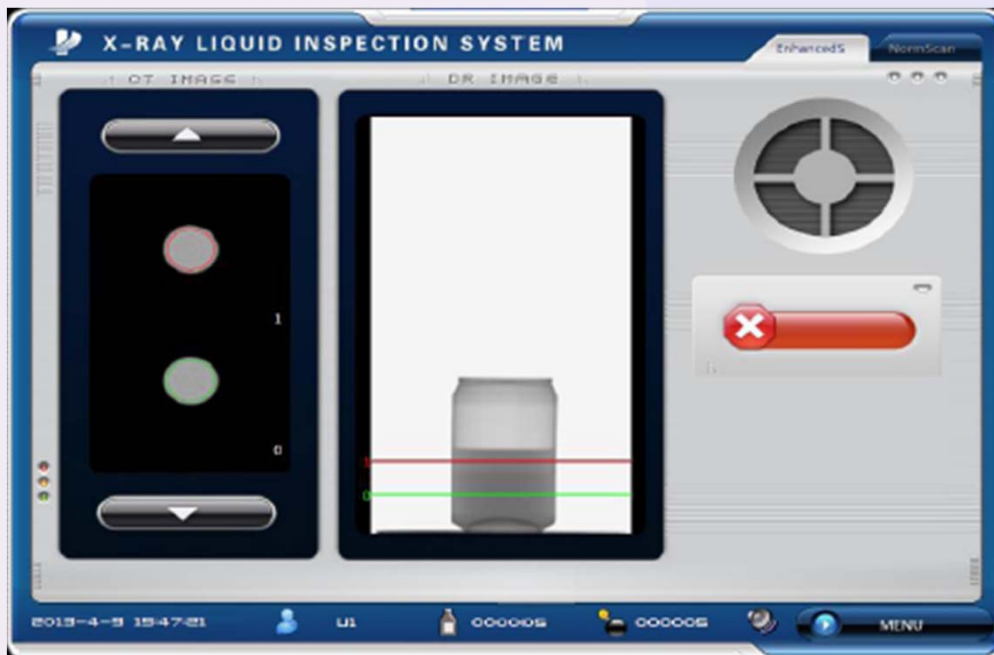 X-RAY LIQUID INSPECTION SYSTEM
EnhancedS
NormScan
CT IMAGE
DR IMAGE
1
0
1
0
2013-4-9 15:47:21
U1
000005
000005
MENU